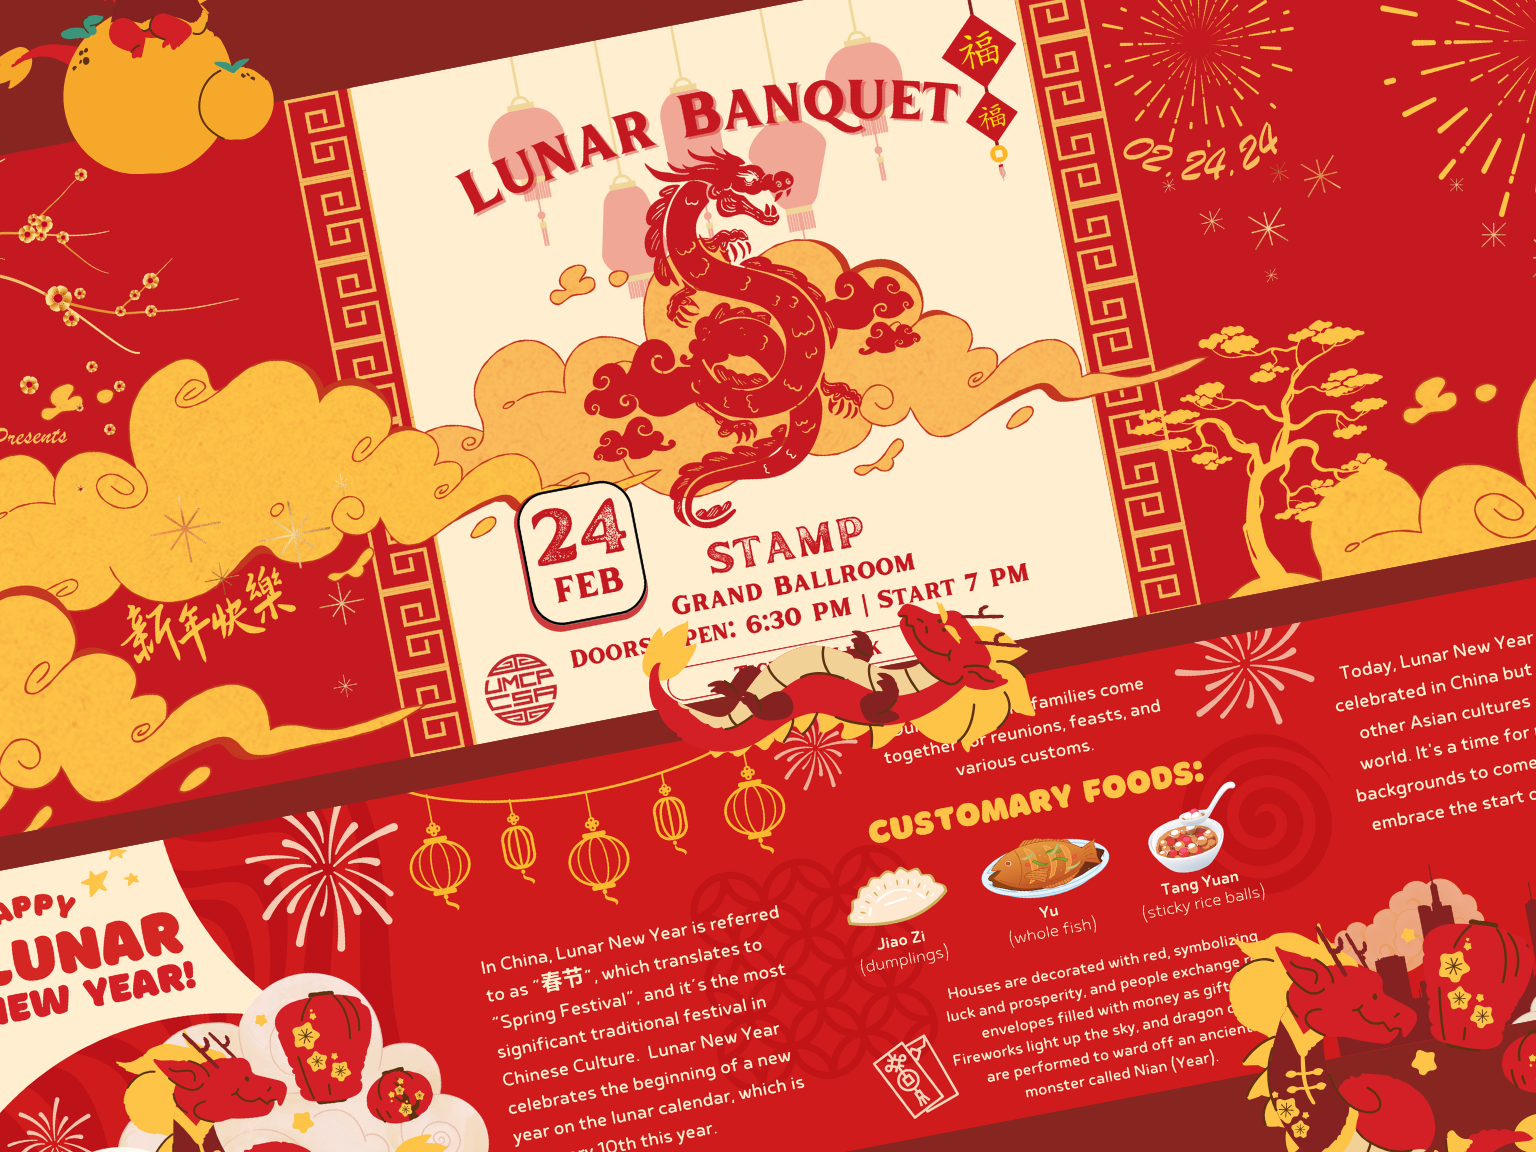 福
福
LUNAR BANQUET
02.24.24
Presents
新年快樂
24
FEB
STAMP
GRAND BALLROOM
DOORS PEN: 6:30 PM | START 7 PM
UMCP
CSA
HAPPY
LUNAR
NEW YEAR!
In China, Lunar New Year is referred
to as “春节”, which translates to
“Spring Festival”, and it’s the most
significant traditional festival in
Chinese Culture. Lunar New Year
celebrates the beginning of a new
year on the lunar calendar, which is
10th this year.
families come
together for reunions, feasts, and
various customs.
CUSTOMARY FOODS:
Jiao Zi
(dumplings)
Yu
(whole fish)
Tang Yuan
(sticky rice balls)
Houses are decorated with red, symbolizing
luck and prosperity, and people exchange
envelopes filled with money as
Fireworks light up the sky, and dragon
are performed to ward off an ancient
monster called Nian (Year).
Today, Lunar New Year
celebrated in China but
other Asian cultures
world. It's a time for
backgrounds to come
embrace the start